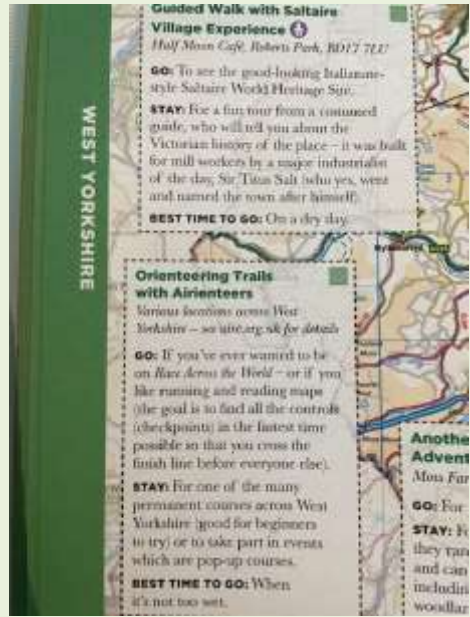 WEST YORKSHIRE
Guided Walk with Saltaire
Village Experience
Half Moon Café, Roberts Park, BD17 7LU
GO: To see the good-looking Italianate-
style Saltaire World Heritage Site.
STAY: For a fun tour from a costumed
guide, who will tell you about the
Victorian history of the place – it was built
for mill workers by a major industrialist
of the day, Sir Titus Salt (who yes, went
and named the town after himself).
BEST TIME TO GO: On a dry day.
Orienteering Trails
with Airienteers
Various locations across West
Yorkshire – see aire.org.uk for details
GO: If you've ever wanted to be
on Race Across the World – or if you
like running and reading maps
(the goal is to find all the controls
(checkpoints) in the fastest time
possible so that you cross the
finish line before everyone else).
STAY: For one of the many
permanent courses across West
Yorkshire (good for beginners
to try) or to take part in events
which are pop-up courses.
BEST TIME TO GO: When
it's not too wet.
Anothe
Advent
Moss Far
GO: For
STAY: Fo
they ran
and can
includin
woodlan